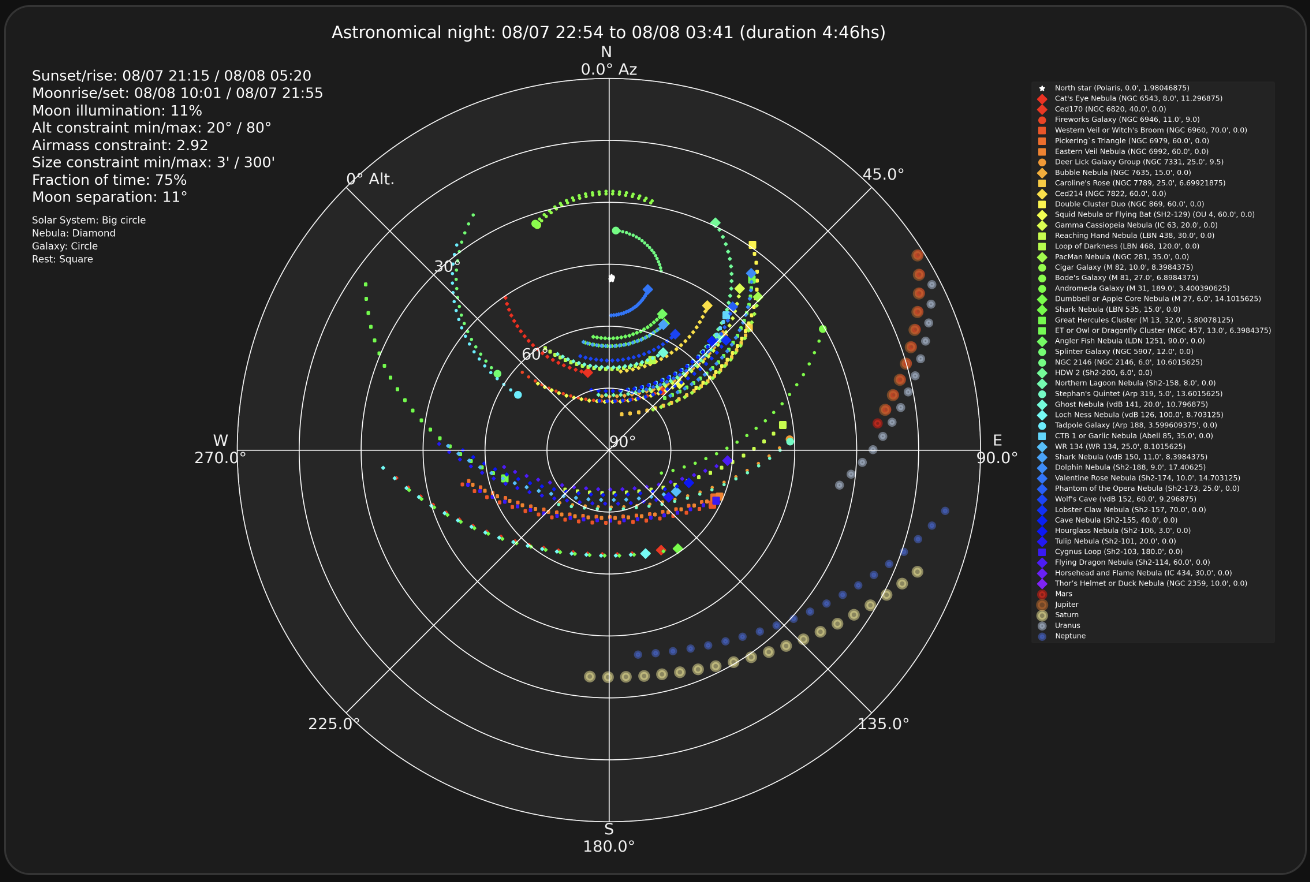 Astronomical night: 08/07 22:54 to 08/08 03:41 (duration 4:46hs)
N
0.0° Az
Sunset/rise: 08/07 21:15 / 08/08 05:20
Moonrise/set: 08/08 10:01 / 08/07 21:55
Moon illumination: 11%
Alt constraint min/max: 20° / 80°
Airmass constraint: 2.92
Size constraint min/max: 3' / 300'
Fraction of time: 75%
Moon separation: 11°
Solar System: Big circle
Nebula: Diamond
Galaxy: Circle
Rest: Square
0° Alt.
45.0°
30°
60°
90°
W
270.0°
E
90.0°
225.0°
135.0°
S
180.0°
North star (Polaris, 0.0', 1.98046875)
Cat's Eye Nebula (NGC 6543, 8.0', 11.296875)
Ced170 (NGC 6820, 40.0', 0.0)
Fireworks Galaxy (NGC 6946, 11.0', 9.0)
Western Veil or Witch's Broom (NGC 6960, 70.0', 0.0)
Pickering`s Triangle (NGC 6979, 60.0', 0.0)
Eastern Veil Nebula (NGC 6992, 60.0', 0.0)
Deer Lick Galaxy Group (NGC 7331, 25.0', 9.5)
Bubble Nebula (NGC 7635, 15.0', 0.0)
Caroline's Rose (NGC 7789, 25.0', 6.69921875)
Ced214 (NGC 7822, 60.0', 0.0)
Double Cluster Duo (NGC 869, 60.0', 0.0)
Squid Nebula or Flying Bat (SH2-129) (OU 4, 60.0', 0.0)
Gamma Cassiopeia Nebula (IC 63, 20.0', 0.0)
Reaching Hand Nebula (LBN 438, 30.0', 0.0)
Loop of Darkness (LBN 468, 120.0', 0.0)
PacMan Nebula (NGC 281, 35.0', 0.0)
Cigar Galaxy (M 82, 10.0', 8.3984375)
Bode's Galaxy (M 81, 27.0', 6.8984375)
Andromeda Galaxy (M 31, 189.0', 3.400390625)
Dumbbell or Apple Core Nebula (M 27, 6.0', 14.1015625)
Shark Nebula (LBN 535, 15.0', 0.0)
Great Hercules Cluster (M 13, 32.0', 5.80078125)
ET or Owl or Dragonfly Cluster (NGC 457, 13.0', 6.3984375)
Angler Fish Nebula (LDN 1251, 90.0', 0.0)
Splinter Galaxy (NGC 5907, 12.0', 0.0)
NGC 2146 (NGC 2146, 6.0', 10.6015625)
HDW 2 (Sh2-200, 6.0', 0.0)
Northern Lagoon Nebula (Sh2-158, 8.0', 0.0)
Stephan's Quintet (Arp 319, 5.0', 13.6015625)
Ghost Nebula (vdB 141, 20.0', 10.796875)
Loch Ness Nebula (vdB 126, 100.0', 8.703125)
Tadpole Galaxy (Arp 188, 3.599609375', 0.0)
CTB 1 or Garlic Nebula (Abell 85, 35.0', 0.0)
WR 134 (WR 134, 25.0', 8.1015625)
Shark Nebula (vdB 150, 11.0', 8.3984375)
Dolphin Nebula (Sh2-188, 9.0', 17.40625)
Valentine Rose Nebula (Sh2-174, 10.0', 14.703125)
Phantom of the Opera Nebula (Sh2-173, 25.0', 0.0)
Wolf's Cave (vdB 152, 60.0', 9.296875)
Lobster Claw Nebula (Sh2-157, 70.0', 0.0)
Cave Nebula (Sh2-155, 40.0', 0.0)
Hourglass Nebula (Sh2-106, 3.0', 0.0)
Tulip Nebula (Sh2-101, 20.0', 0.0)
Cygnus Loop (Sh2-103, 180.0', 0.0)
Flying Dragon Nebula (Sh2-114, 60.0', 0.0)
Horsehead and Flame Nebula (IC 434, 30.0', 0.0)
Thor's Helmet or Duck Nebula (NGC 2359, 10.0', 0.0)
Mars
Jupiter
Saturn
Uranus
Neptune